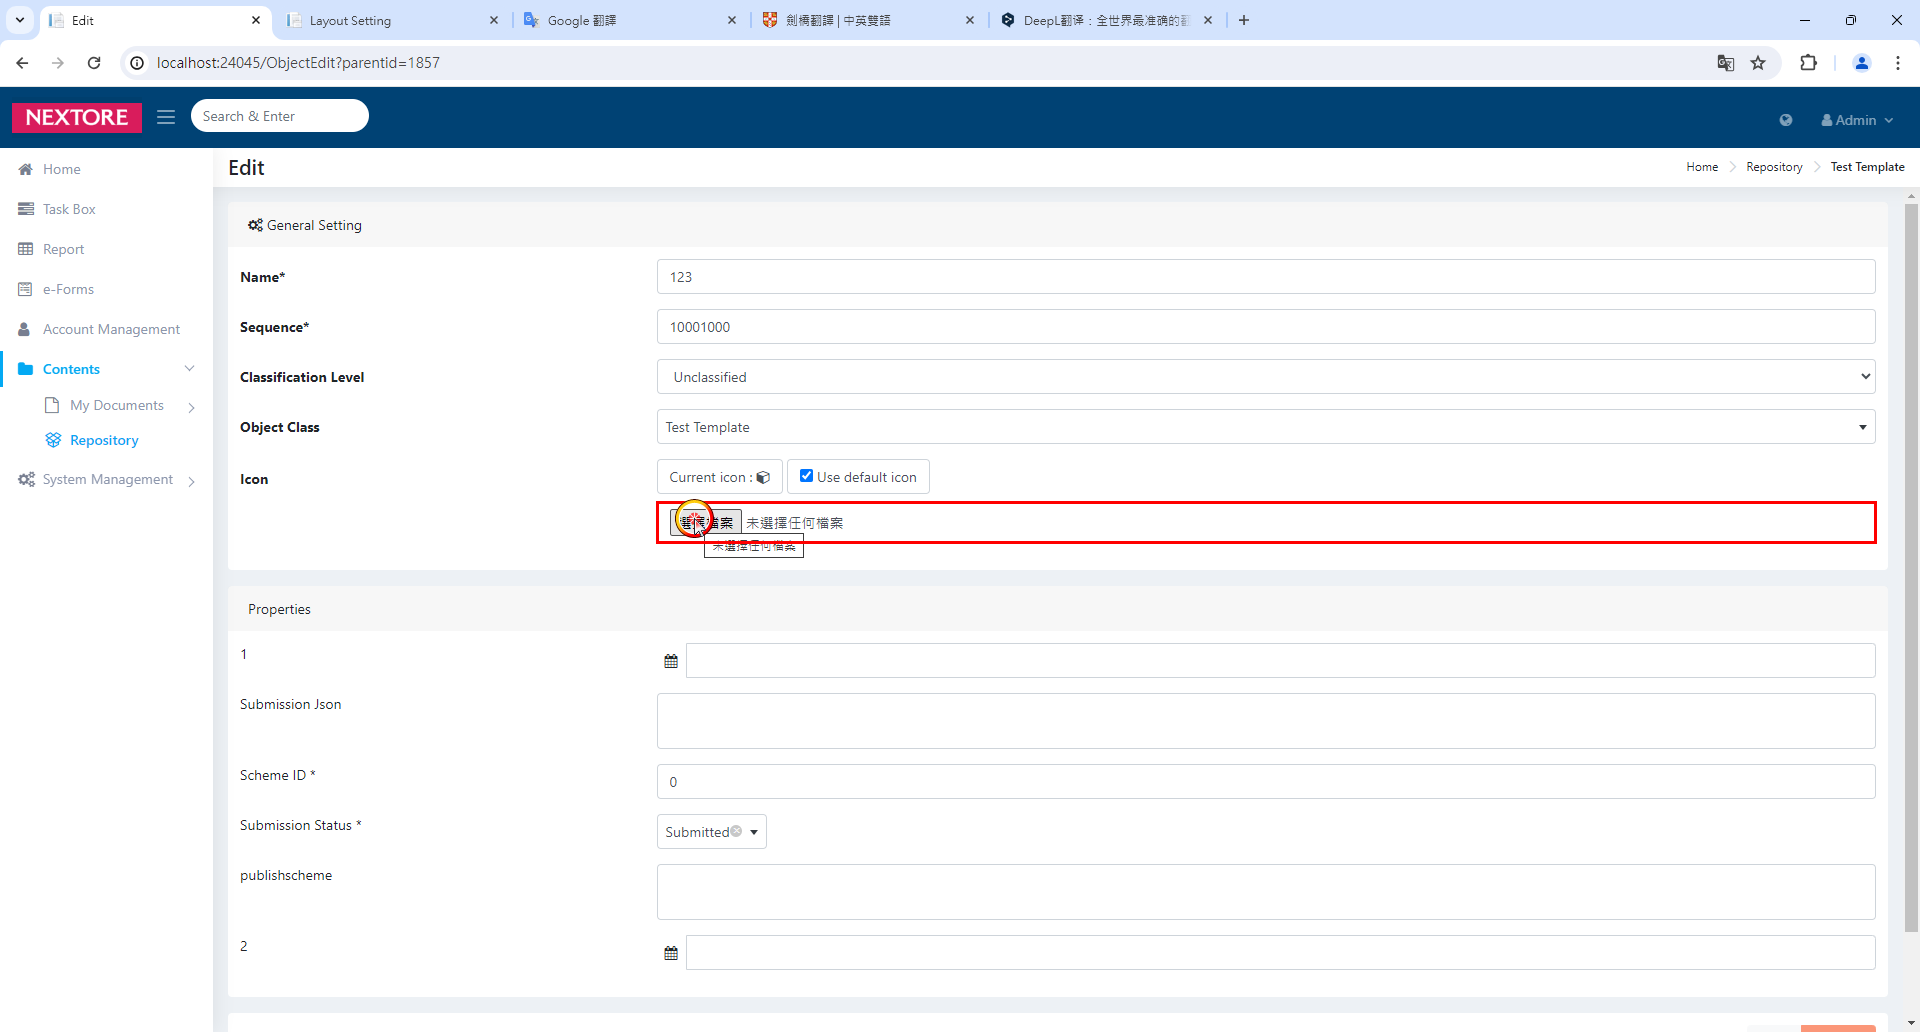 Edit
Layout Setting
Google 翻譯
劍橋翻譯 | 中英雙語
DeepL翻译：全世界最准确的
localhost:24045/ObjectEdit?parentid=1857
NEXTORE
Search & Enter
Admin
Home
Task Box
Report
e-Forms
Account Management
Contents
My Documents
Repository
System Management
Edit
Home
Repository
Test Template
General Setting
Name*
123
Sequence*
10001000
Classification Level
Unclassified
Object Class
Test Template
Icon
Current icon :
Use default icon
選擇檔案 未選擇任何檔案
未選擇任何檔案
Properties
1
Submission Json
Scheme ID *
0
Submission Status *
Submitted
publishscheme
2